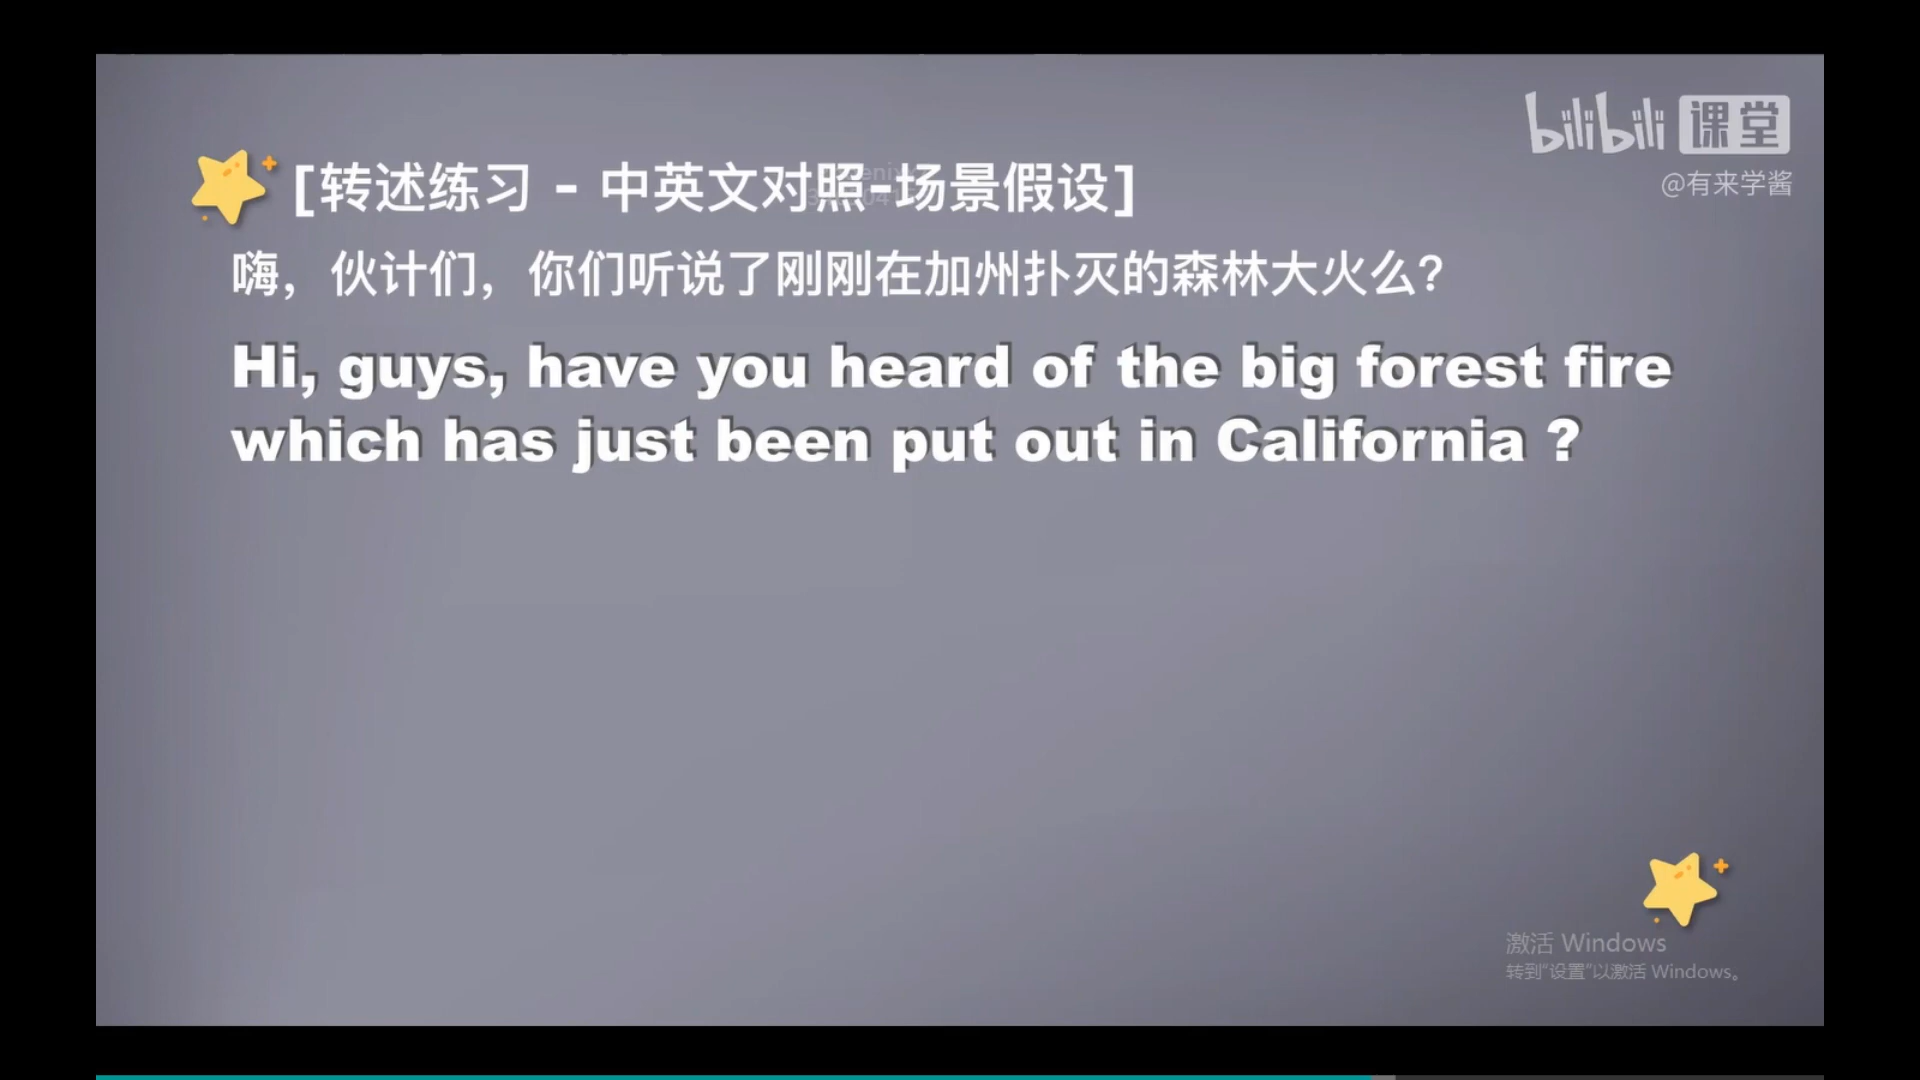 bilibili 课堂
@有来学酱
[转述练习 - 中英文对照-场景假设]
嗨，伙计们，你们听说了刚刚在加州扑灭的森林大火么？
Hi, guys, have you heard of the big forest fire
which has just been put out in California ?
激活 Windows
转到“设置”以激活 Windows。